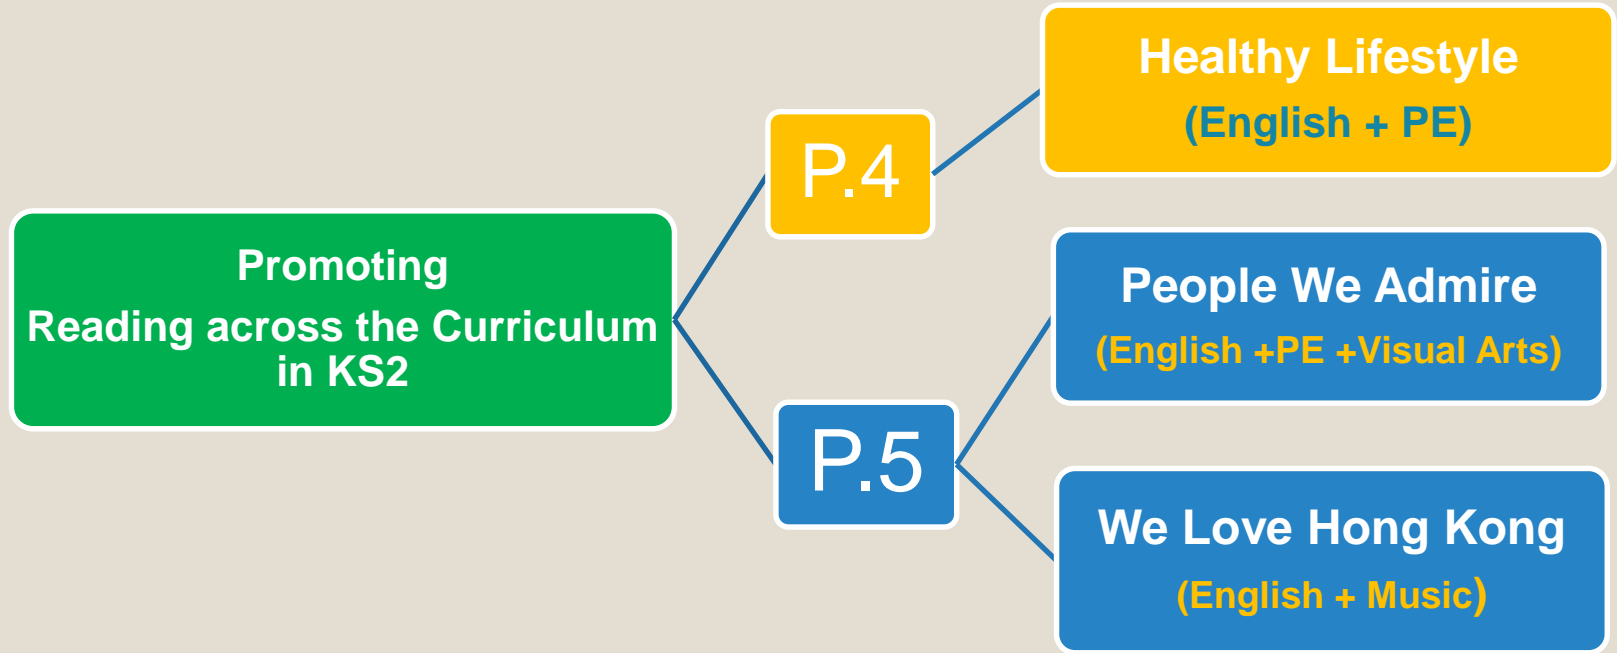 Promoting
Reading across the Curriculum
in KS2
P.4
Healthy Lifestyle
(English + PE)
P.5
People We Admire
(English +PE +Visual Arts)
We Love Hong Kong
(English + Music)